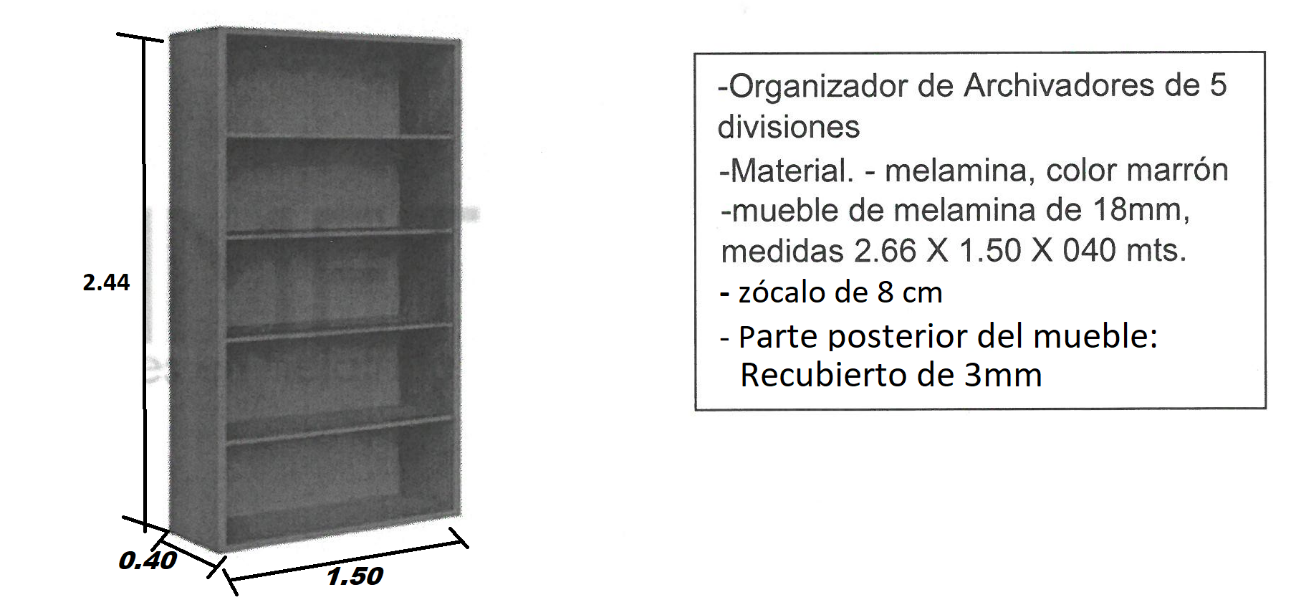 2.44
0.40
1.50
-Organizador de Archivadores de 5
divisiones
-Material. - melamina, color marrón
-mueble de melamina de 18mm,
medidas 2.66 X 1.50 X 040 mts.
- zócalo de 8 cm
- Parte posterior del mueble:
Recubierto de 3mm